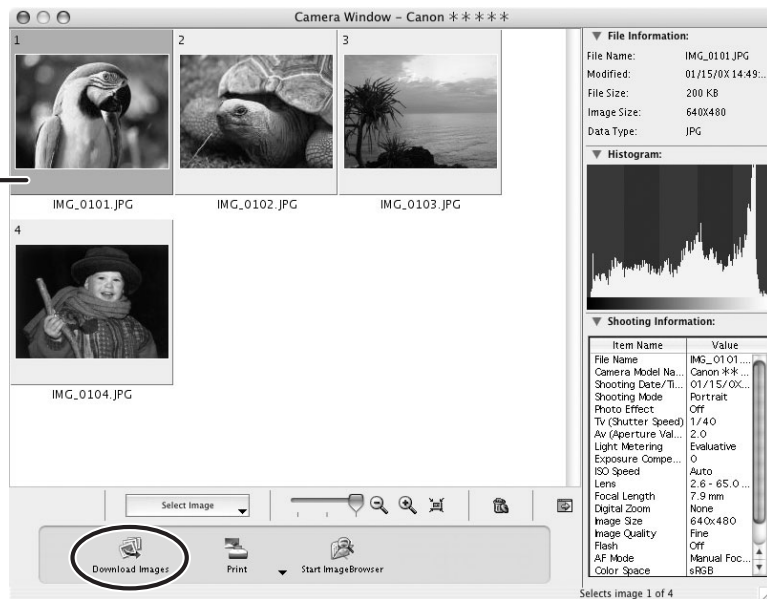 Camera Window - Canon ＊＊＊＊＊
1
2
3
IMG_0101.JPG
IMG_0102.JPG
IMG_0103.JPG
4
IMG_0104.JPG
Select Image
Download Images
Print
Start ImageBrowser
File Information:
File Name: IMG_0101.JPG
Modified: 01/15/0X 14:49:...
File Size: 200 KB
Image Size: 640X480
Data Type: JPG
Histogram:
Shooting Information:
Item Name Value
File Name IMG_0101....
Camera Model Na... Canon ＊＊ ...
Shooting Date/Ti... 01/15/0X...
Shooting Mode Portrait
Photo Effect Off
Tv (Shutter Speed) 1/40
Av (Aperture Val... 2.0
Light Metering Evaluative
Exposure Compe... 0
ISO Speed Auto
Lens 2.6 - 65.0 ...
Focal Length 7.9 mm
Digital Zoom None
Image Size 640x480
Image Quality Fine
Flash Off
AF Mode Manual Foc...
Color Space sRGB
Selects image 1 of 4